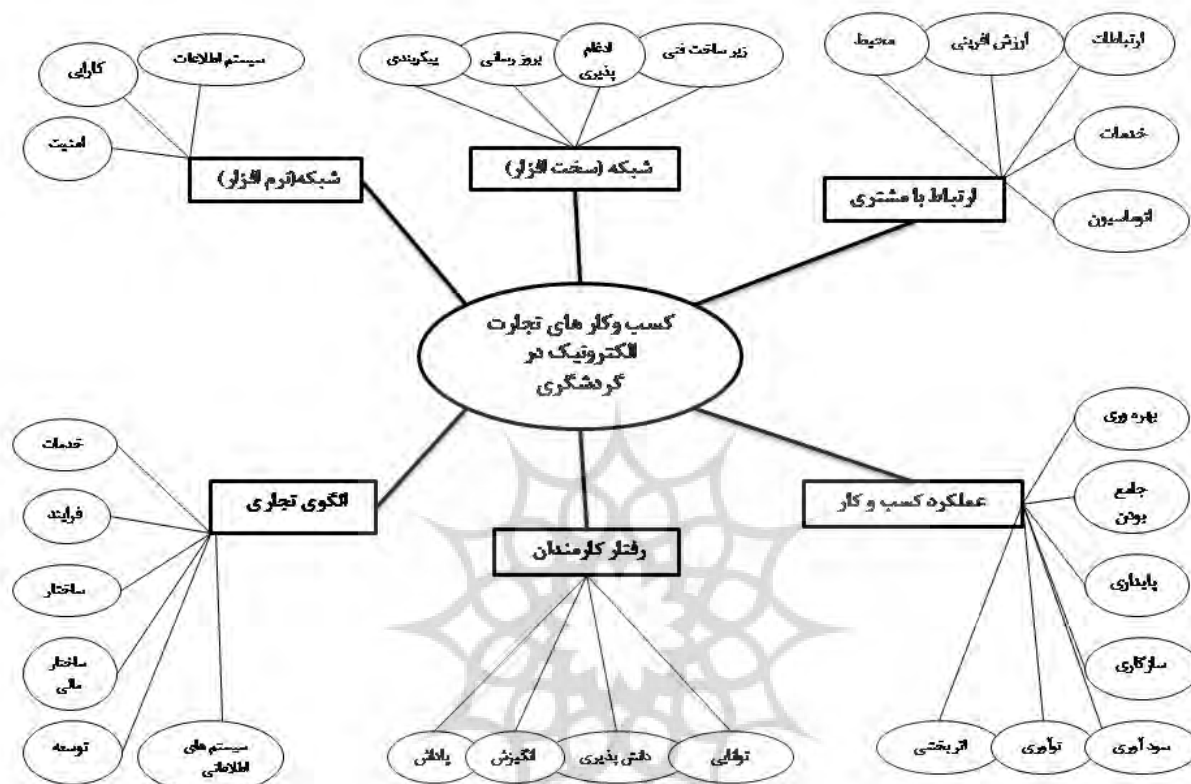 ارتباطات
ارزش آفرینی
محیط
خدمات
اتوماسیون
ارتباط با مشتری
زیر ساخت فنی
ادغام
پذیری
بروز رسانی
پیکربندی
شبکه (سخت افزار)
سیستم اطلاعات
کارایی
امنیت
شبکه(نرم افزار)
کسب وکار های تجارت
الکترونیک در
گردشگری
بهره وری
جامع
بودن
پایداری
سازگاری
سود آوری
نوآوری
اثربخشی
عملکرد کسب و کار
رفتار کارمندان
توانایی
دانش پذیری
انگیزش
پاداش
الگوی تجاری
خدمات
فرایند
ساختار
ساختار
مالی
توسعه
سیستم های
اطلاعاتی